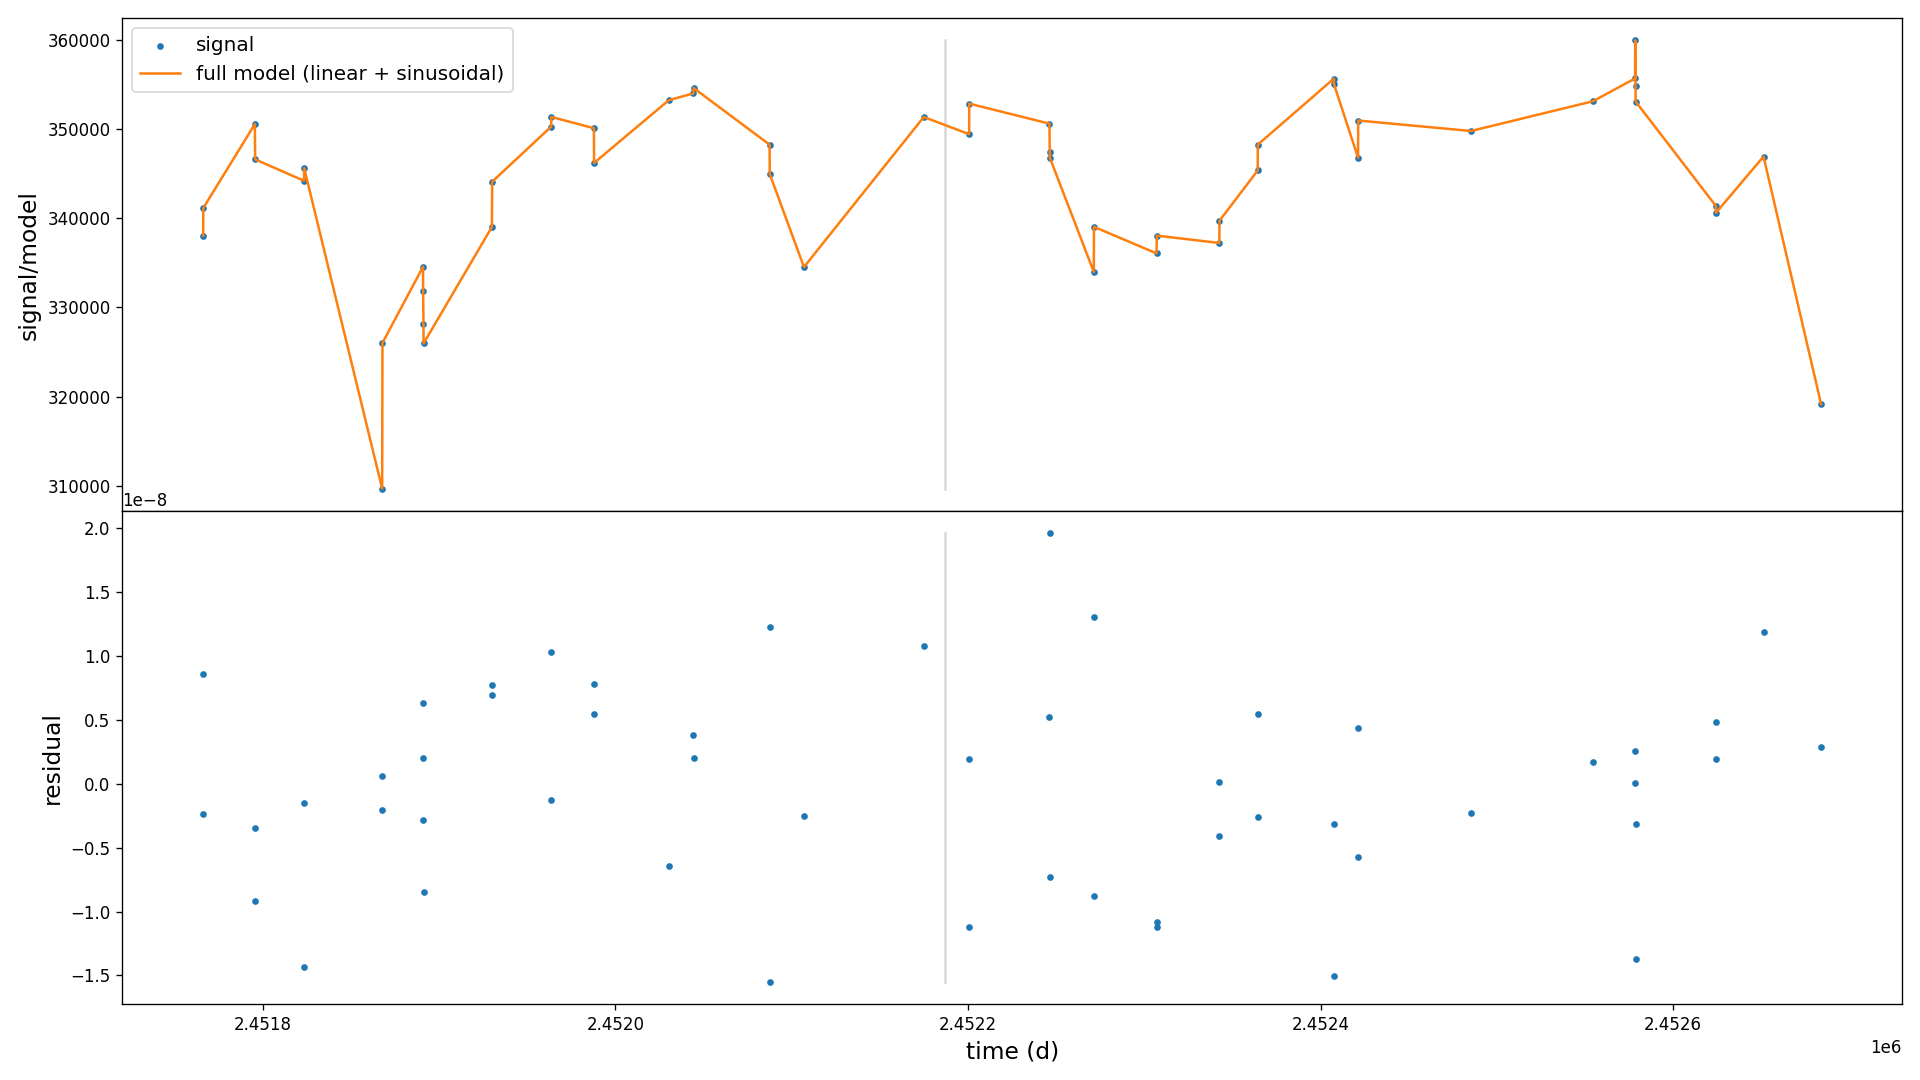 signal
full model (linear + sinusoidal)
360000
350000
340000
330000
320000
310000
signal/model
1e−8
2.0
1.5
1.0
0.5
0.0
−0.5
−1.0
−1.5
residual
2.4518
2.4520
2.4522
2.4524
2.4526
time (d)
1e6